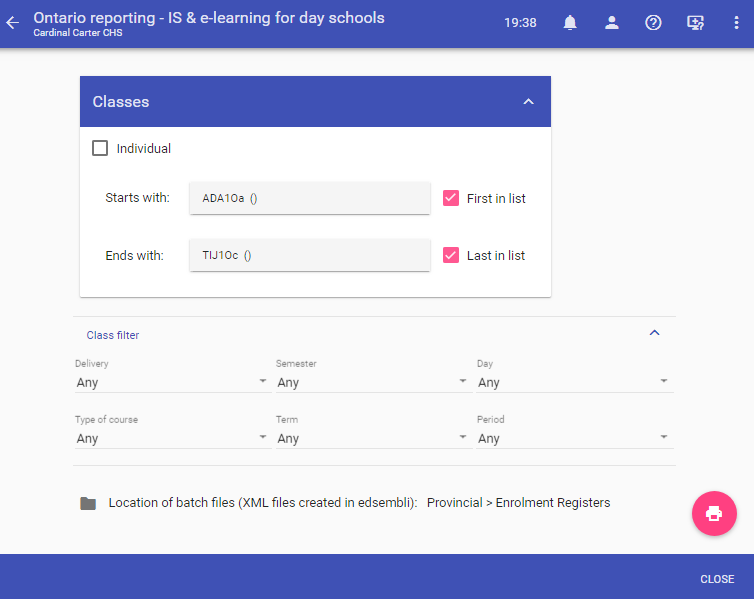 Ontario reporting - IS & e-learning for day schools
Cardinal Carter CHS
19:38
Classes
Individual
Starts with: ADA1Oa () First in list
Ends with: TIJ1Oc () Last in list
Class filter
Delivery Semester Day
Any Any Any
Type of course Term Period
Any Any Any
Location of batch files (XML files created in edsembli): Provincial > Enrolment Registers
CLOSE